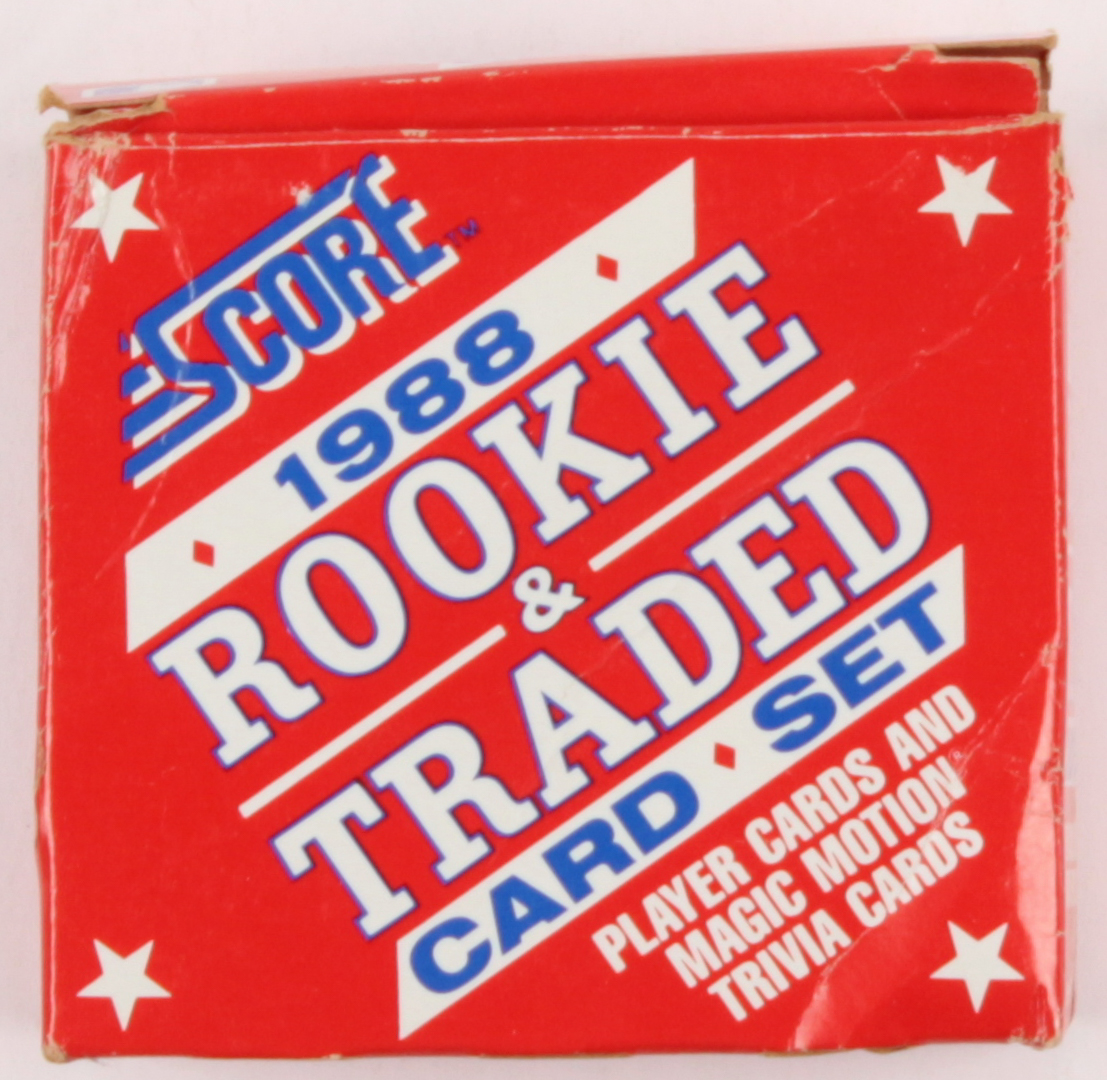 SCORE™
1988
ROOKIE
&
TRADED
CARD SET
PLAYER CARDS AND
MAGIC MOTION®
TRIVIA CARDS